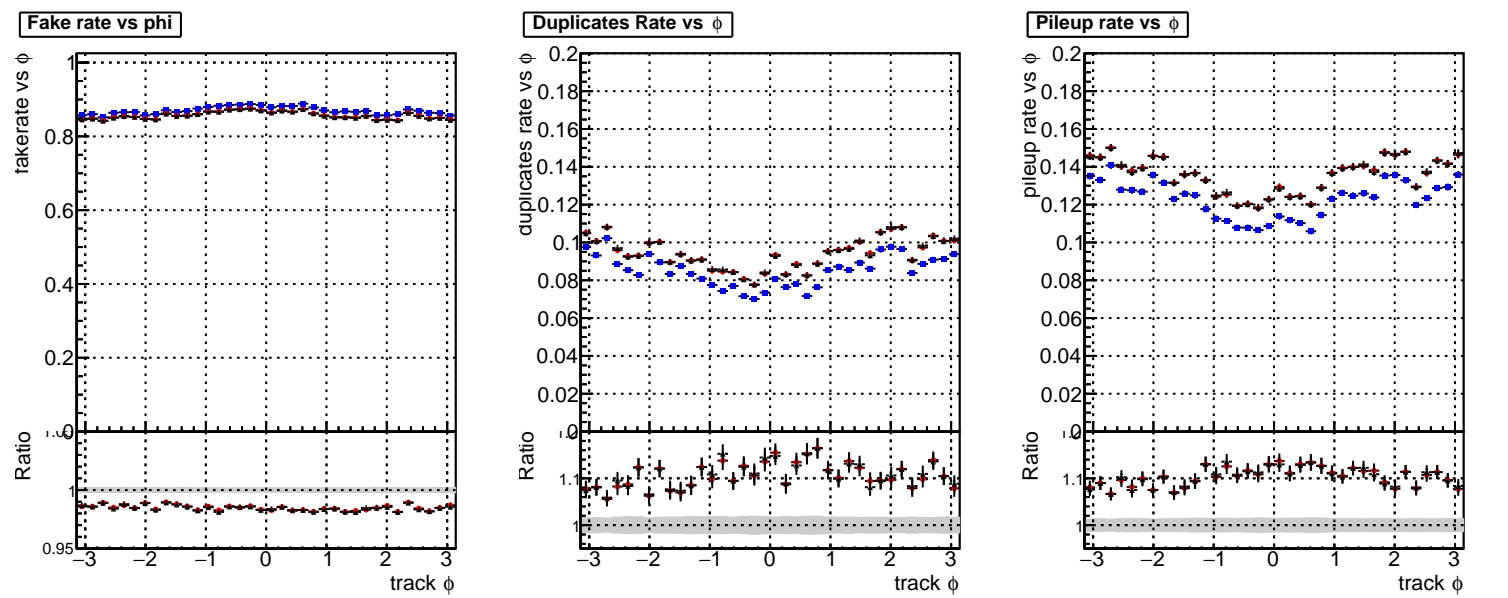 Fake rate vs phi
fakerate vs ϕ
1
0.8
0.6
0.4
0.2
0
Ratio
1
0.95
−3 −2 −1 0 1 2 3
track ϕ
Duplicates Rate vs ϕ
duplicates rate vs ϕ
0.2
0.18
0.16
0.14
0.12
0.1
0.08
0.06
0.04
0.02
0
Ratio
1.1
1
−3 −2 −1 0 1 2 3
track ϕ
Pileup rate vs ϕ
pileup rate vs ϕ
0.2
0.18
0.16
0.14
0.12
0.1
0.08
0.06
0.04
0.02
0
Ratio
1.1
1
−3 −2 −1 0 1 2 3
track ϕ